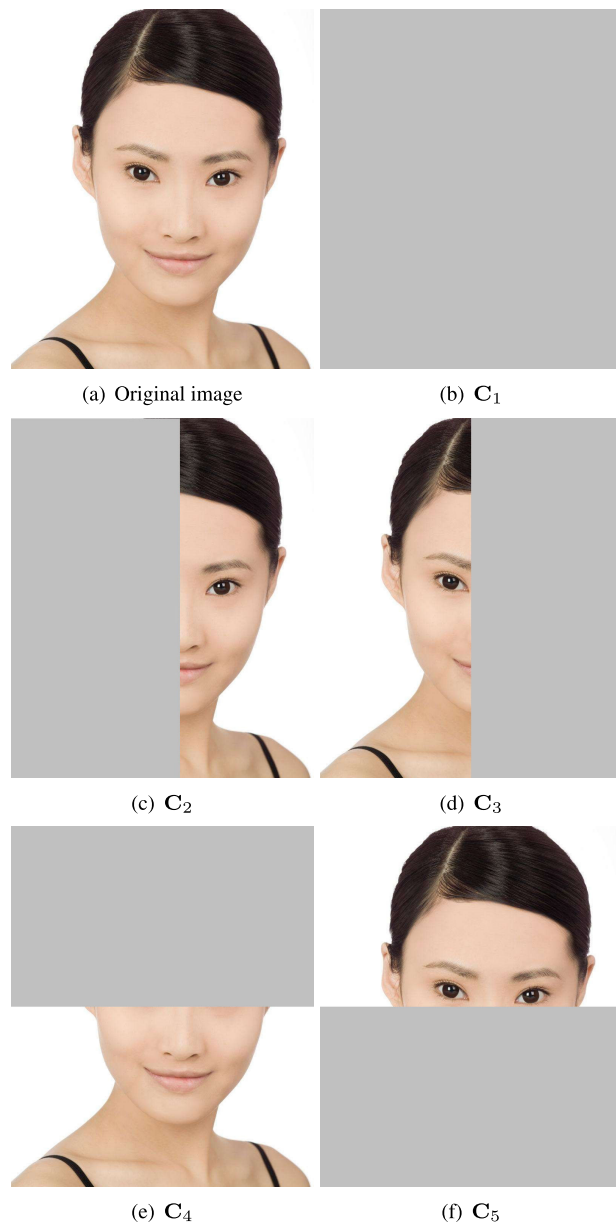 (a) Original image
(b) C₁
(c) C₂
(d) C₃
(e) C₄
(f) C₅